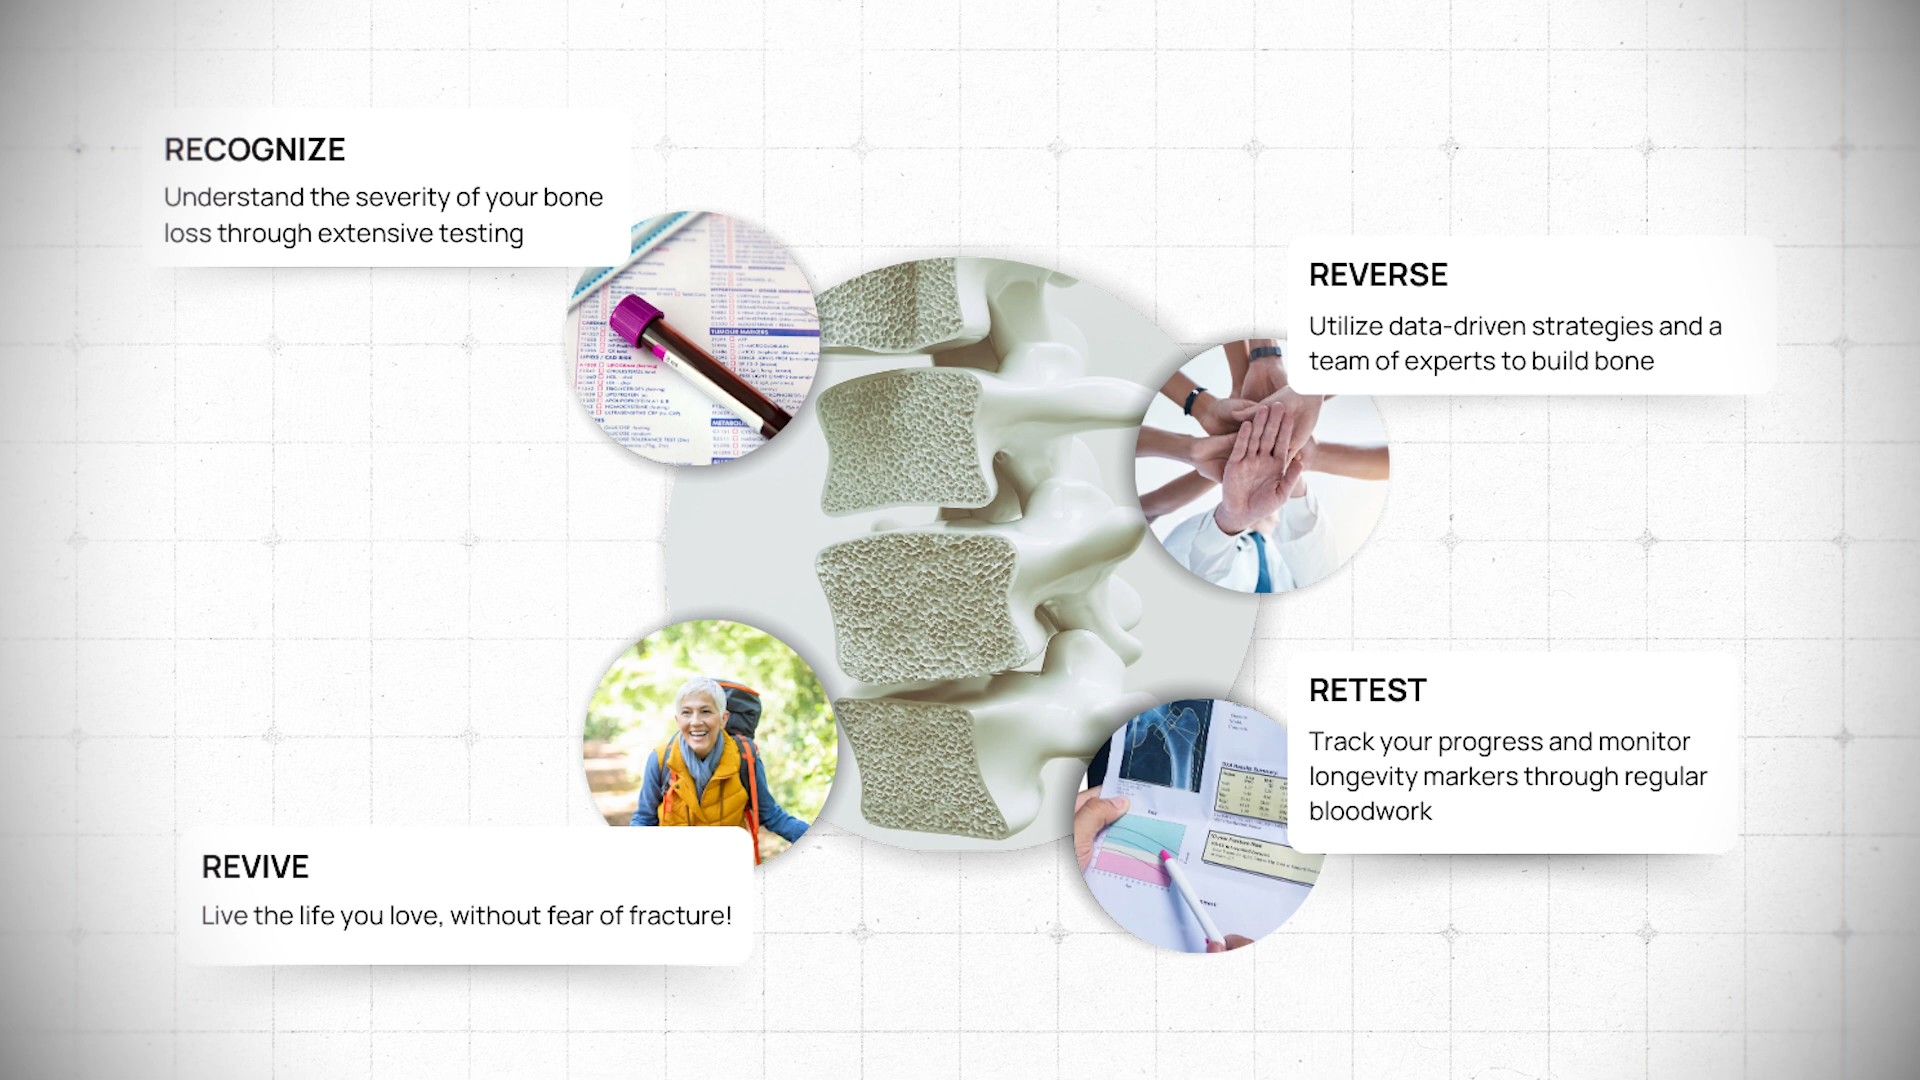 RECOGNIZE
Understand the severity of your bone
loss through extensive testing
REVERSE
Utilize data-driven strategies and a
team of experts to build bone
TUMOUR MARKERS
RETEST
Track your progress and monitor
longevity markers through regular
bloodwork
REVIVE
Live the life you love, without fear of fracture!